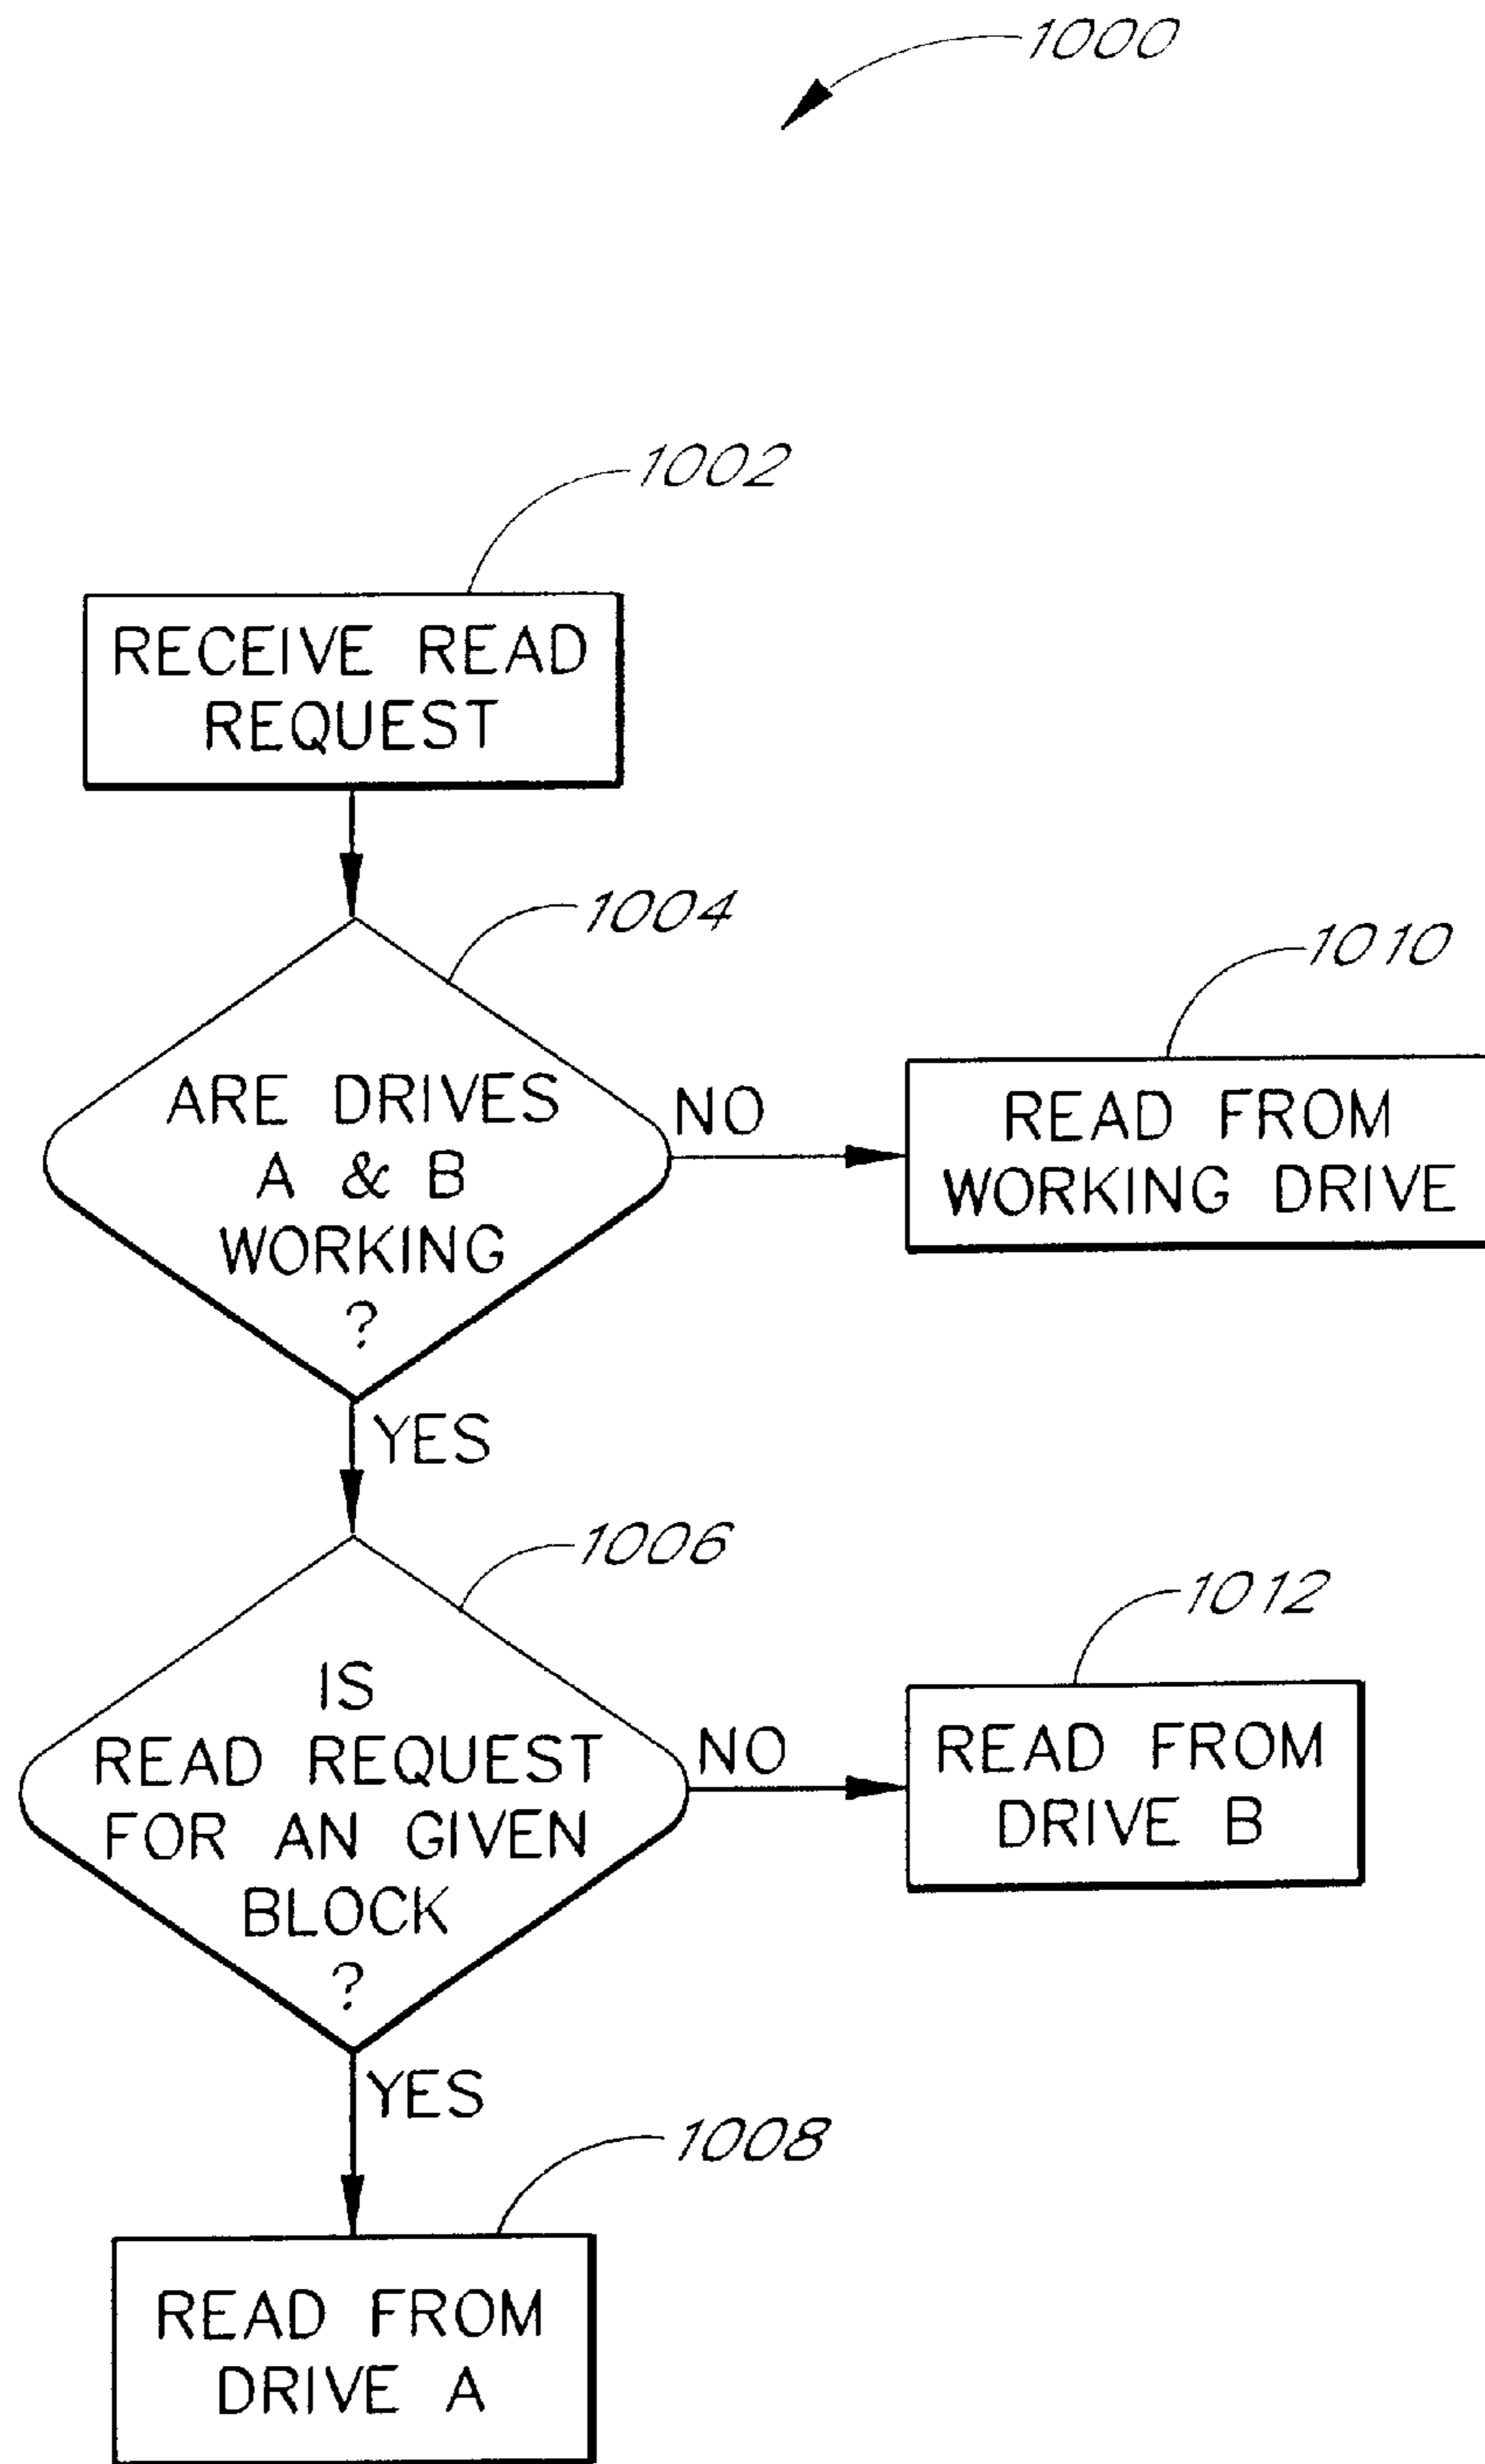 1000
1002
RECEIVE READ
REQUEST
1004
ARE DRIVES
A & B
WORKING
?
NO
1010
READ FROM
WORKING DRIVE
YES
1006
IS
READ REQUEST
FOR AN GIVEN
BLOCK
?
NO
1012
READ FROM
DRIVE B
YES
1008
READ FROM
DRIVE A